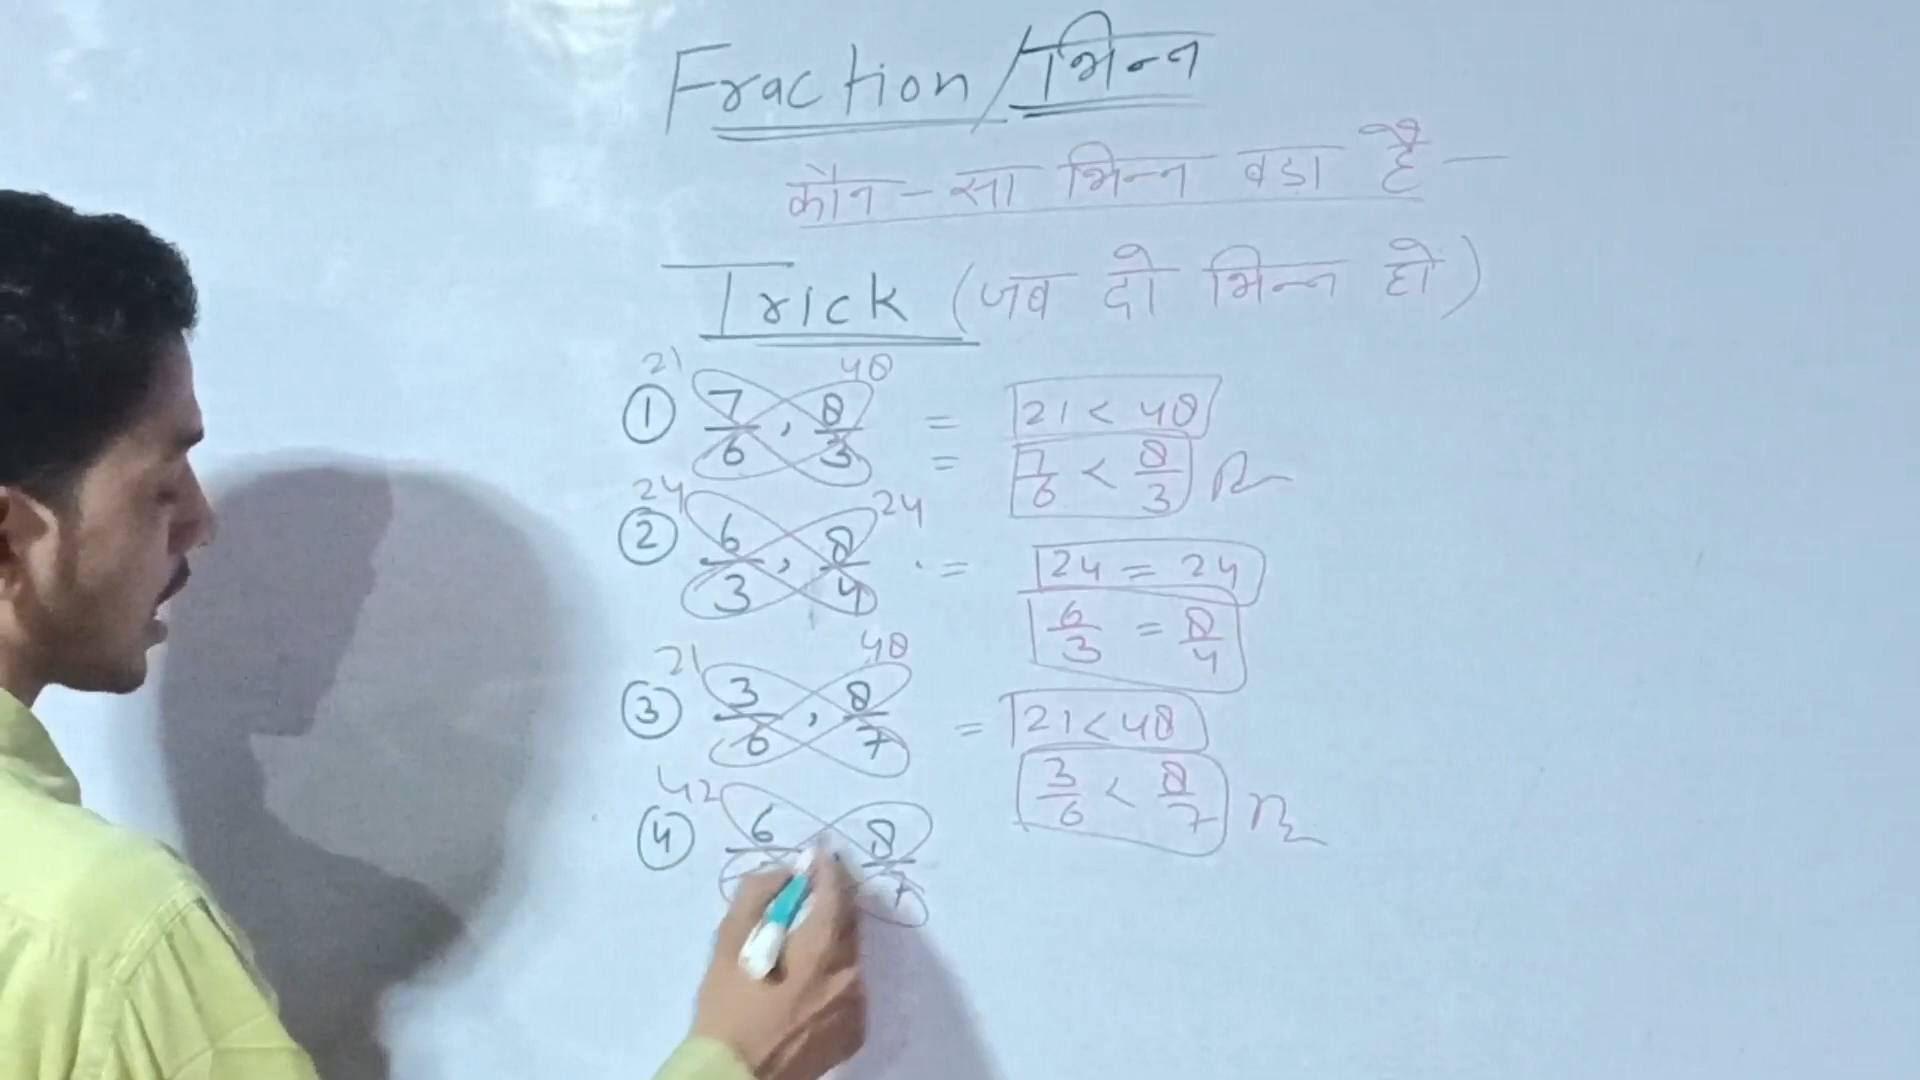 Fraction / भिन्न
कौन - सा भिन्न बड़ा है —
Trick (जब दो भिन्न हो)
21 48
① 7/6 , 8/3 = 21 < 48
= 7/6 < 8/3
24 24
② 6/3 , 8/4 = 24 = 24
6/3 = 8/4
21 48
③ 3/6 , 8/7 = 21 < 48
3/6 < 8/7
42
④ 6 , 8/7